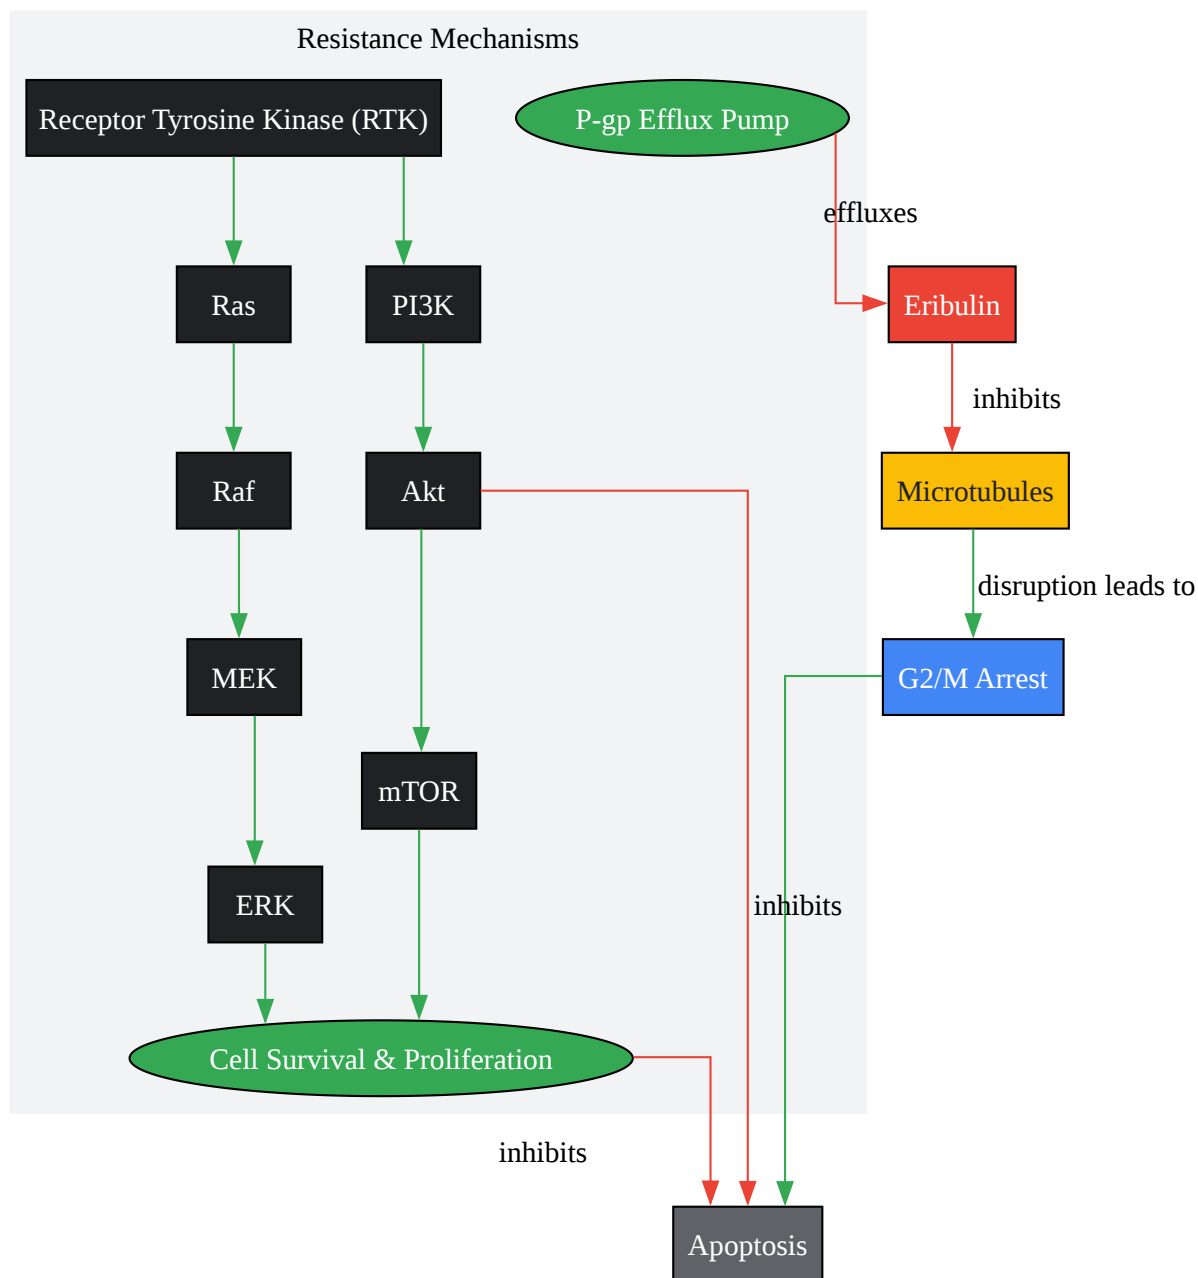 Resistance Mechanisms
Receptor Tyrosine Kinase (RTK)
P-gp Efflux Pump
effluxes
Ras
PI3K
Eribulin
inhibits
Raf
Akt
Microtubules
disruption leads to
MEK
G2/M Arrest
mTOR
ERK
inhibits
Cell Survival & Proliferation
inhibits
Apoptosis